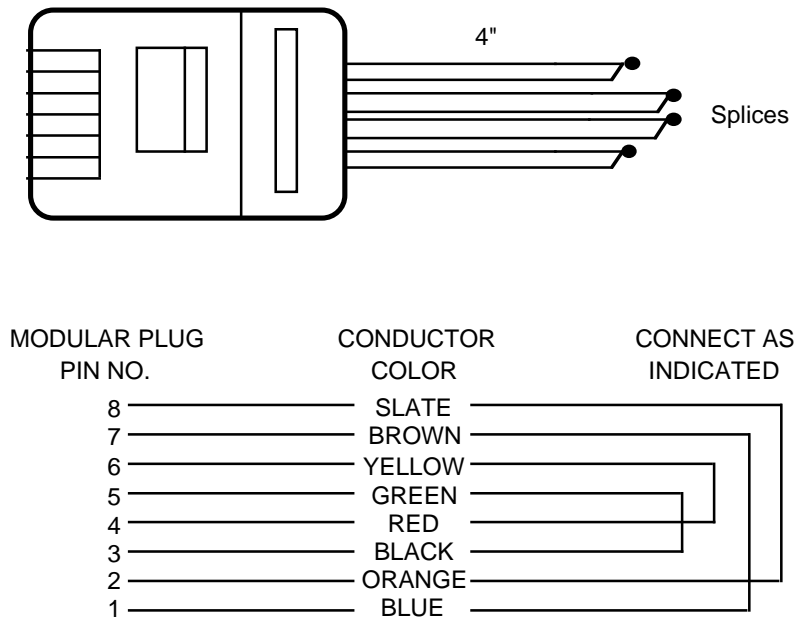 4"
Splices
MODULAR PLUG CONDUCTOR CONNECT AS
PIN NO. COLOR INDICATED
8 SLATE
7 BROWN
6 YELLOW
5 GREEN
4 RED
3 BLACK
2 ORANGE
1 BLUE